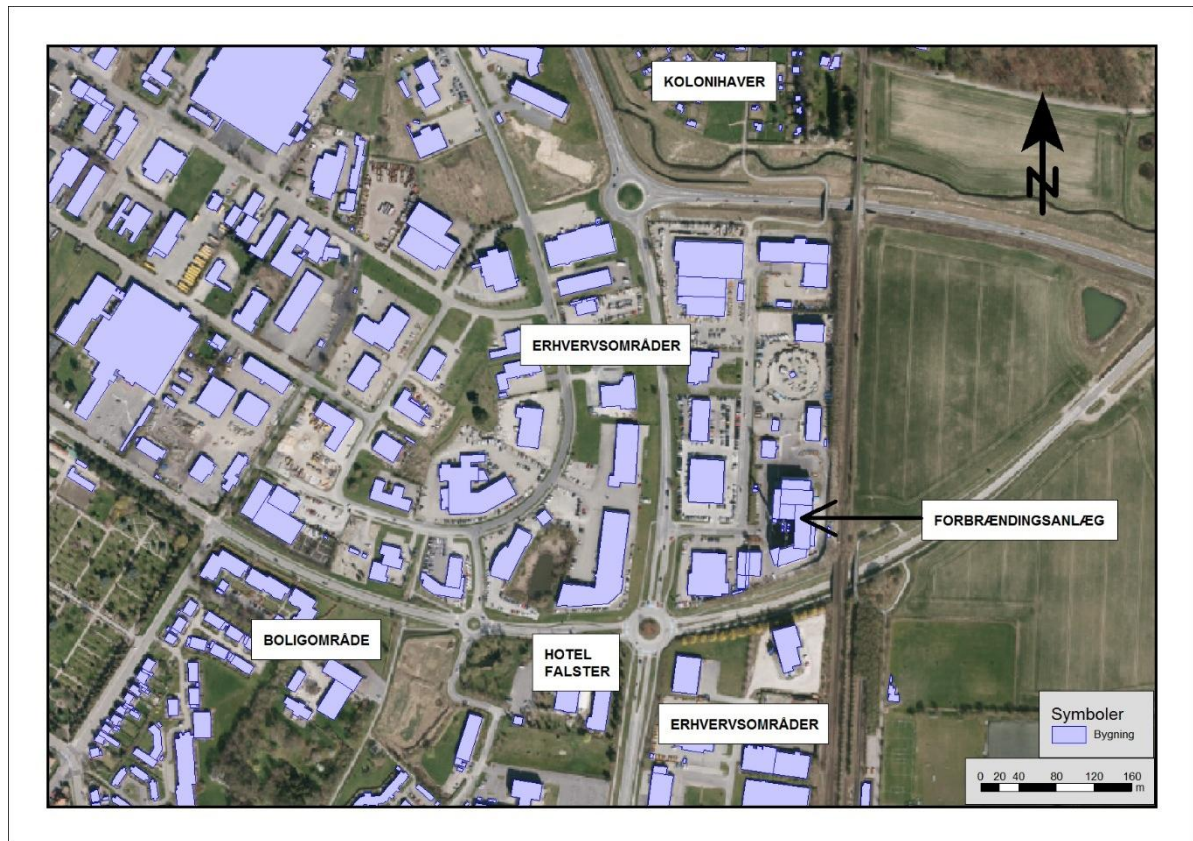 KOLONIHAVER
N
ERHVERVSOMRÅDER
FORBRÆNDINGSANLÆG
BOLIGOMRÅDE
HOTEL
FALSTER
ERHVERVSOMRÅDER
Symboler
Bygning
0 20 40 80 120 160
m